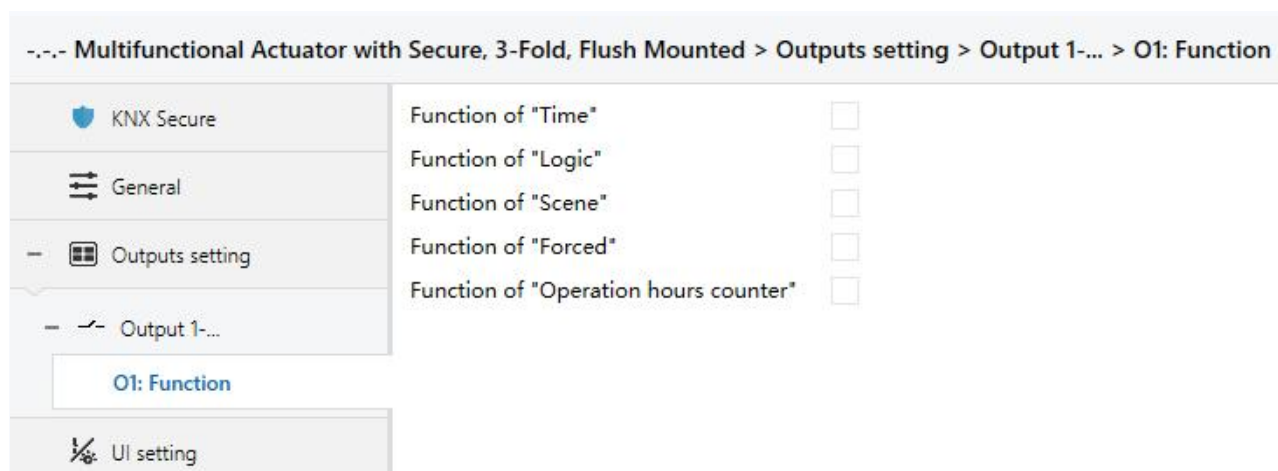 -.-.- Multifunctional Actuator with Secure, 3-Fold, Flush Mounted > Outputs setting > Output 1-... > O1: Function
KNX Secure
General
Outputs setting
Output 1-...
O1: Function
UI setting
Function of "Time"
Function of "Logic"
Function of "Scene"
Function of "Forced"
Function of "Operation hours counter"